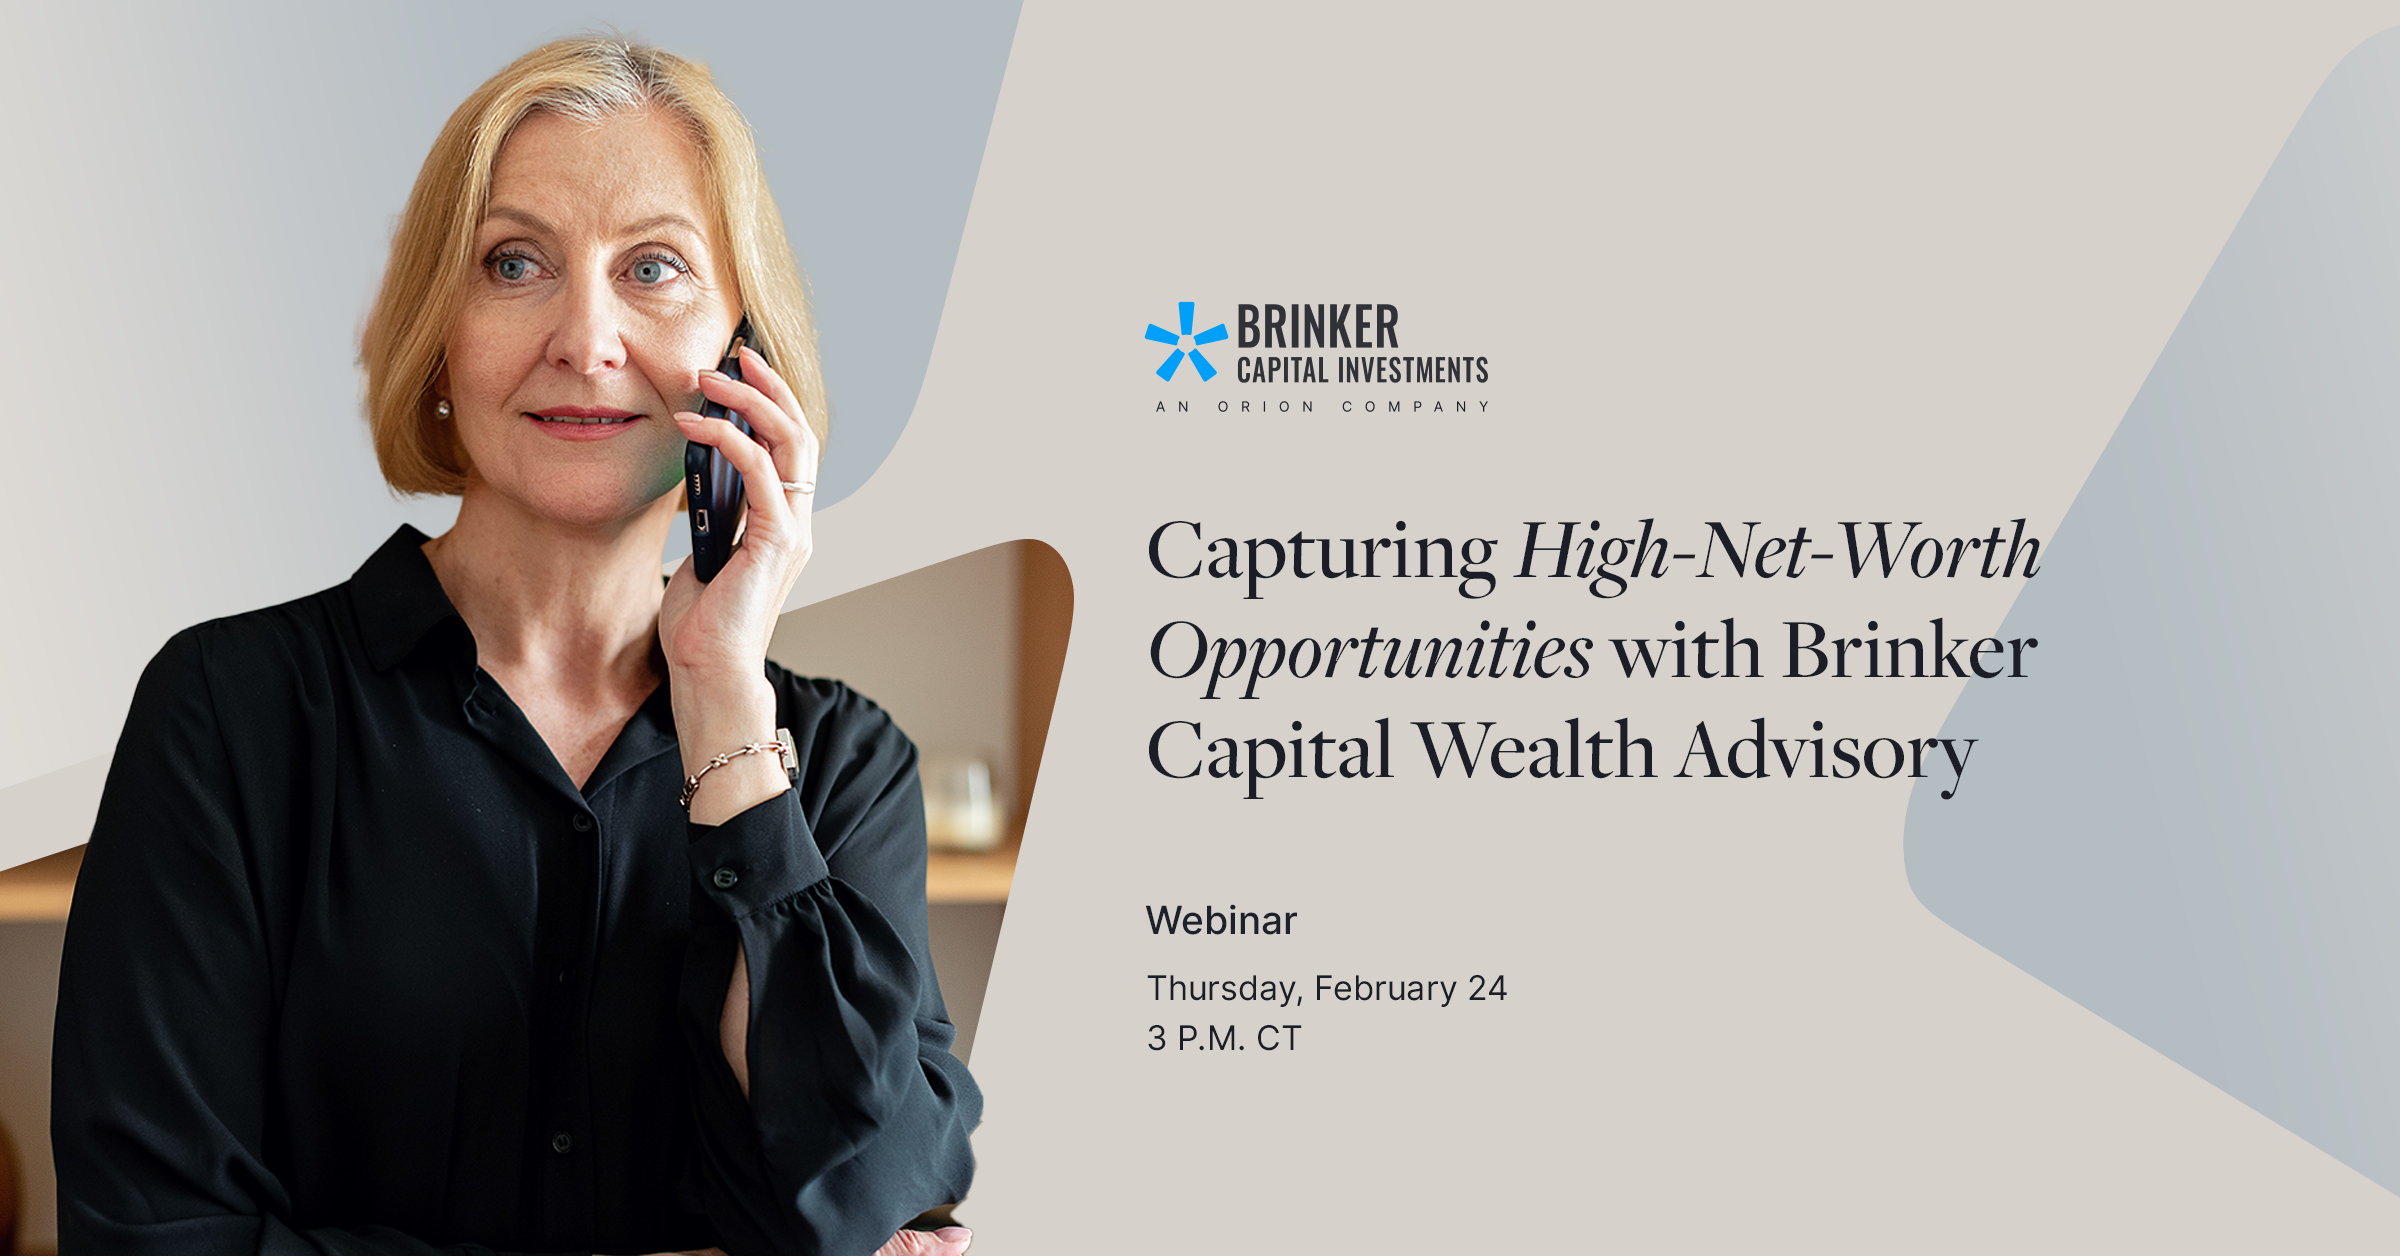 BRINKER
CAPITAL INVESTMENTS
AN ORION COMPANY
Capturing High-Net-Worth
Opportunities with Brinker
Capital Wealth Advisory
Webinar
Thursday, February 24
3 P.M. CT